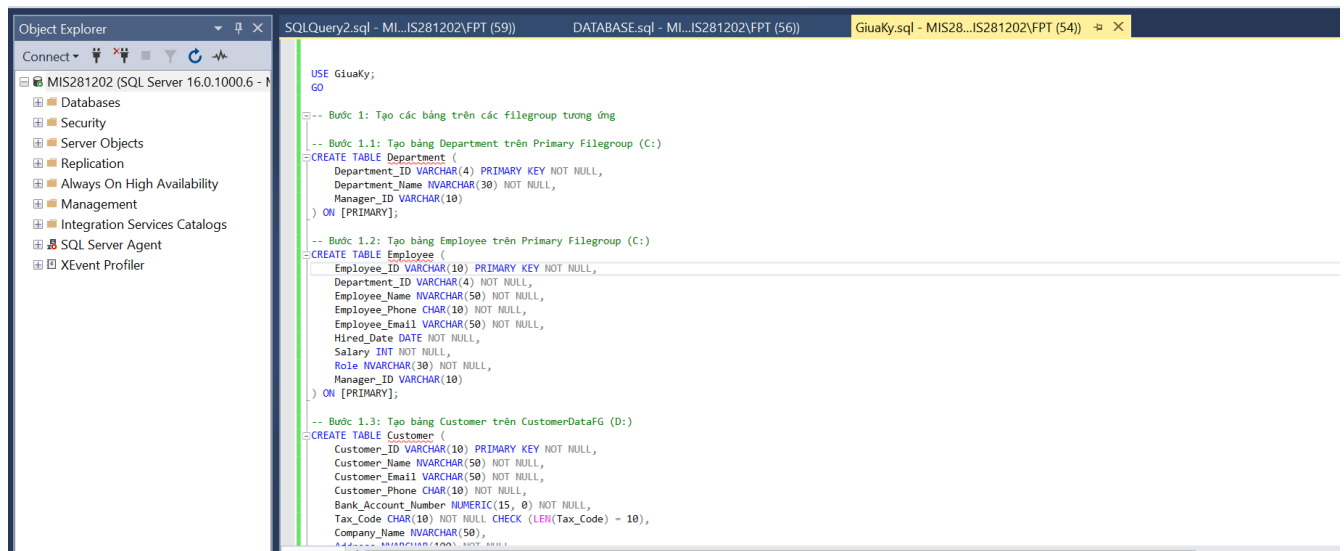 Object Explorer
Connect
MIS281202 (SQL Server 16.0.1000.6 - M
Databases
Security
Server Objects
Replication
Always On High Availability
Management
Integration Services Catalogs
SQL Server Agent
XEvent Profiler
SQLQuery2.sql - MI...IS281202\FPT (59))
DATABASE.sql - MI...IS281202\FPT (56))
GiuaKy.sql - MIS28...IS281202\FPT (54))
USE GiuaKy;
GO
-- Bước 1: Tạo các bảng trên các filegroup tương ứng
-- Bước 1.1: Tạo bảng Department trên Primary Filegroup (C:)
CREATE TABLE Department (
Department_ID VARCHAR(4) PRIMARY KEY NOT NULL,
Department_Name NVARCHAR(30) NOT NULL,
Manager_ID VARCHAR(10)
) ON [PRIMARY];
-- Bước 1.2: Tạo bảng Employee trên Primary Filegroup (C:)
CREATE TABLE Employee (
Employee_ID VARCHAR(10) PRIMARY KEY NOT NULL,
Department_ID VARCHAR(4) NOT NULL,
Employee_Name NVARCHAR(50) NOT NULL,
Employee_Phone CHAR(10) NOT NULL,
Employee_Email VARCHAR(50) NOT NULL,
Hired_Date DATE NOT NULL,
Salary INT NOT NULL,
Role NVARCHAR(30) NOT NULL,
Manager_ID VARCHAR(10)
) ON [PRIMARY];
-- Bước 1.3: Tạo bảng Customer trên CustomerDataFG (D:)
CREATE TABLE Customer (
Customer_ID VARCHAR(10) PRIMARY KEY NOT NULL,
Customer_Name NVARCHAR(50) NOT NULL,
Customer_Email VARCHAR(50) NOT NULL,
Customer_Phone CHAR(10) NOT NULL,
Bank_Account_Number NUMERIC(15, 0) NOT NULL,
Tax_Code CHAR(10) NOT NULL CHECK (LEN(Tax_Code) = 10),
Company_Name NVARCHAR(50),
Address NVARCHAR(100) NOT NULL